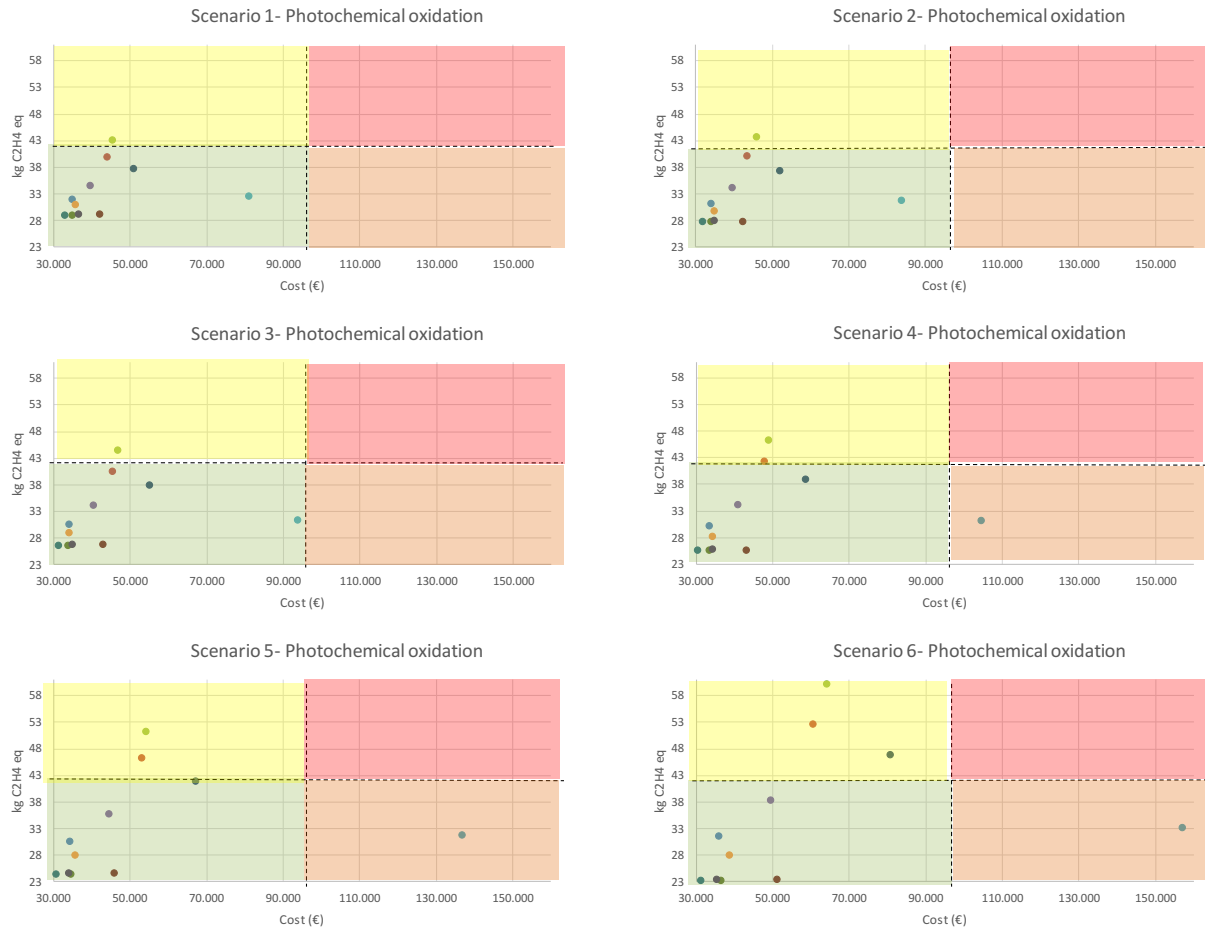 Scenario 1- Photochemical oxidation
58
53
48
43
38
33
28
23
kg C2H4 eq
30.000 50.000 70.000 90.000 110.000 130.000 150.000
Cost (€)
Scenario 2- Photochemical oxidation
58
53
48
43
38
33
28
23
kg C2H4 eq
30.000 50.000 70.000 90.000 110.000 130.000 150.000
Cost (€)
Scenario 3- Photochemical oxidation
58
53
48
43
38
33
28
23
kg C2H4 eq
30.000 50.000 70.000 90.000 110.000 130.000 150.000
Cost (€)
Scenario 4- Photochemical oxidation
58
53
48
43
38
33
28
23
kg C2H4 eq
30.000 50.000 70.000 90.000 110.000 130.000 150.000
Cost (€)
Scenario 5- Photochemical oxidation
58
53
48
43
38
33
28
23
kg C2H4 eq
30.000 50.000 70.000 90.000 110.000 130.000 150.000
Cost (€)
Scenario 6- Photochemical oxidation
58
53
48
43
38
33
28
23
kg C2H4 eq
30.000 50.000 70.000 90.000 110.000 130.000 150.000
Cost (€)